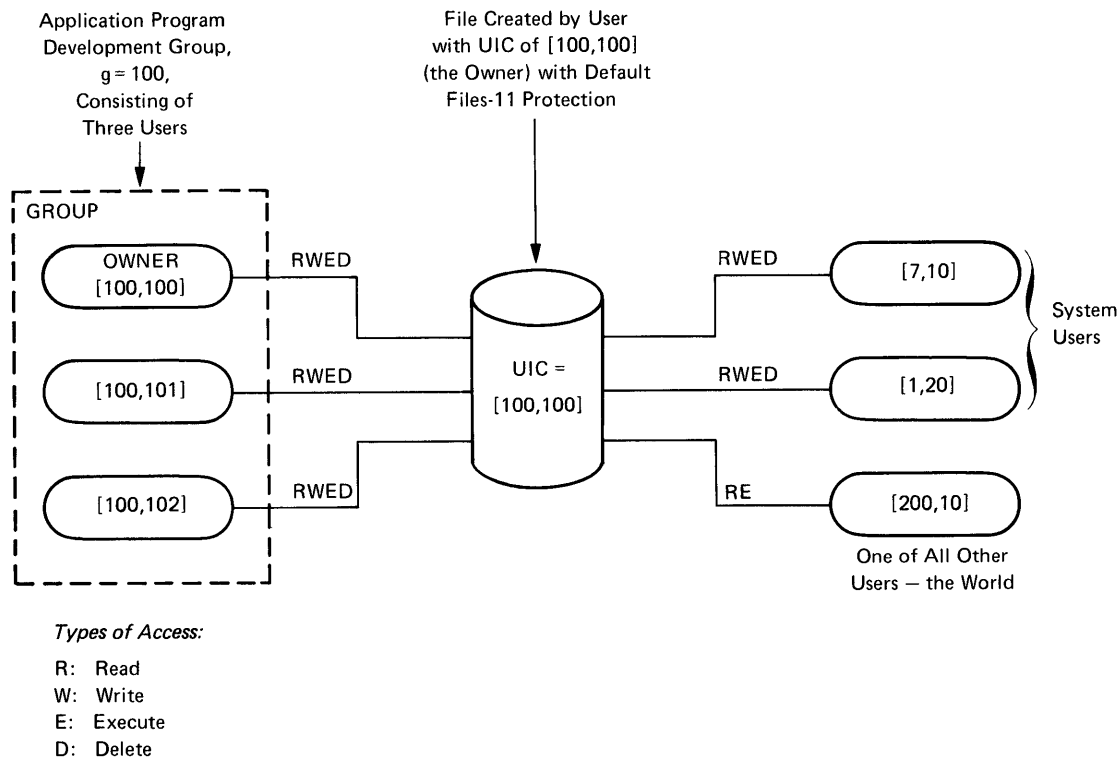 Application Program
Development Group,
g = 100,
Consisting of
Three Users
File Created by User
with UIC of [100,100]
(the Owner) with Default
Files-11 Protection
GROUP
OWNER
[100,100]
RWED
[100,101]
RWED
[100,102]
RWED
UIC =
[100,100]
RWED
[7,10]
RWED
[1,20]
System
Users
RE
[200,10]
One of All Other
Users — the World
Types of Access:
R: Read
W: Write
E: Execute
D: Delete